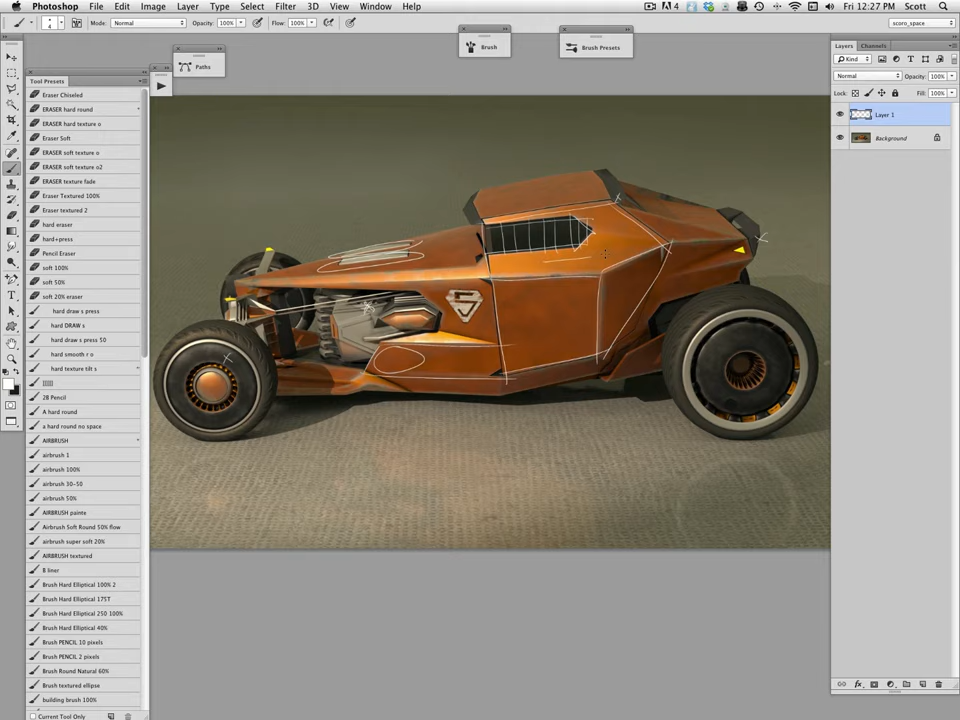 Photoshop File Edit Image Layer Type Select Filter 3D View Window Help
4 Fri 12:27 PM Scott
4 Mode: Normal Opacity: 100% Flow: 100% scoro_space
Brush
Brush Presets
Paths
Layers Channels
Kind
Normal Opacity: 100%
Lock: Fill: 100%
Layer 1
Background
Tool Presets
Eraser Chiseled
ERASER hard round
ERASER hard texture o
Eraser Soft
ERASER soft texture o
ERASER soft texture o2
ERASER texture fade
Eraser Textured 100%
Eraser textured 2
hard eraser
hard+press
Pencil Eraser
soft 100%
soft 50%
soft 20% eraser
hard draw s press
hard DRAW s
hard draw s press 50
hard smooth r o
hard texture tilt s
2B Pencil
A hard round
a hard round no space
AIRBRUSH
airbrush 1
airbrush 100%
airbrush 30-50
airbrush 50%
AIRBRUSH painte
Airbrush Soft Round 50% flow
airbrush super soft 20%
AIRBRUSH textured
B liner
Brush Hard Elliptical 100% 2
Brush Hard Elliptical 175T
Brush Hard Elliptical 250 100%
Brush Hard Elliptical 40%
Brush PENCIL 10 pixels
Brush PENCIL 2 pixels
Brush Round Natural 60%
Brush textured ellipse
building brush 100%
Current Tool Only